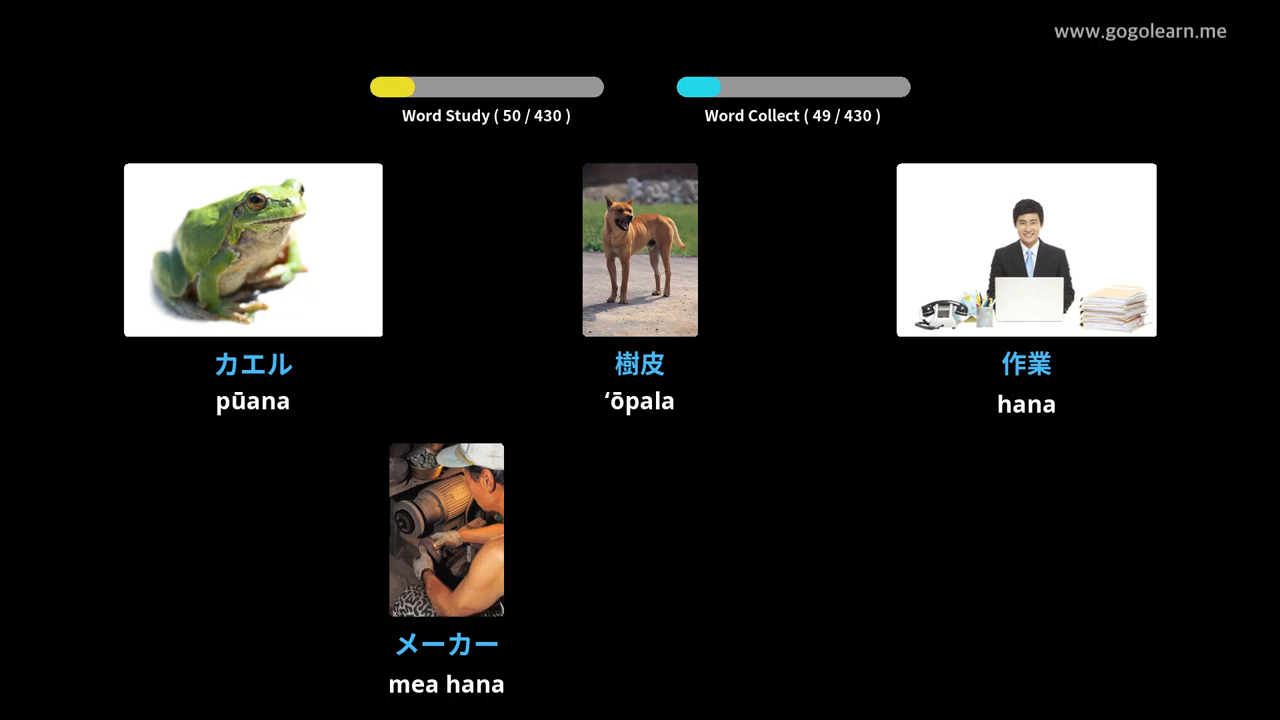 www.gogolearn.me
Word Study ( 50 / 430 )
Word Collect ( 49 / 430 )
カエル
pūana
樹皮
ʻōpala
作業
hana
メーカー
mea hana